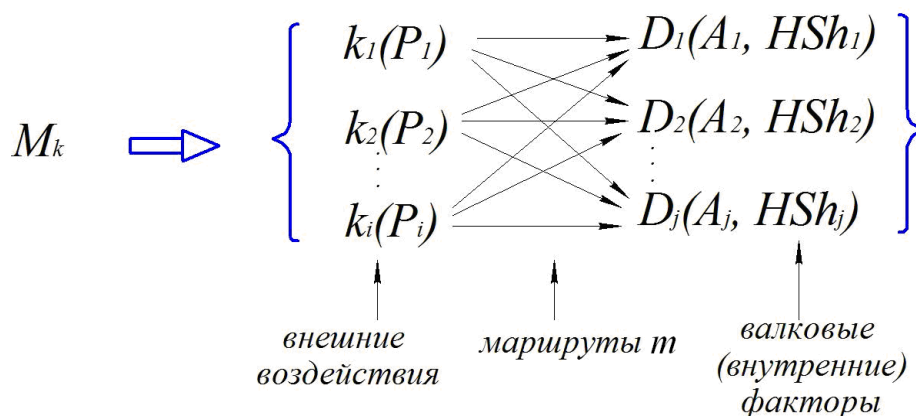 k₁(P₁) D₁(A₁, HSh₁)
Mₖ k₂(P₂) D₂(A₂, HSh₂)
⋮ ⋮
kᵢ(Pᵢ) Dⱼ(Aⱼ, HShⱼ)
внешние
воздействия
маршруты m
валковые
(внутренние)
факторы